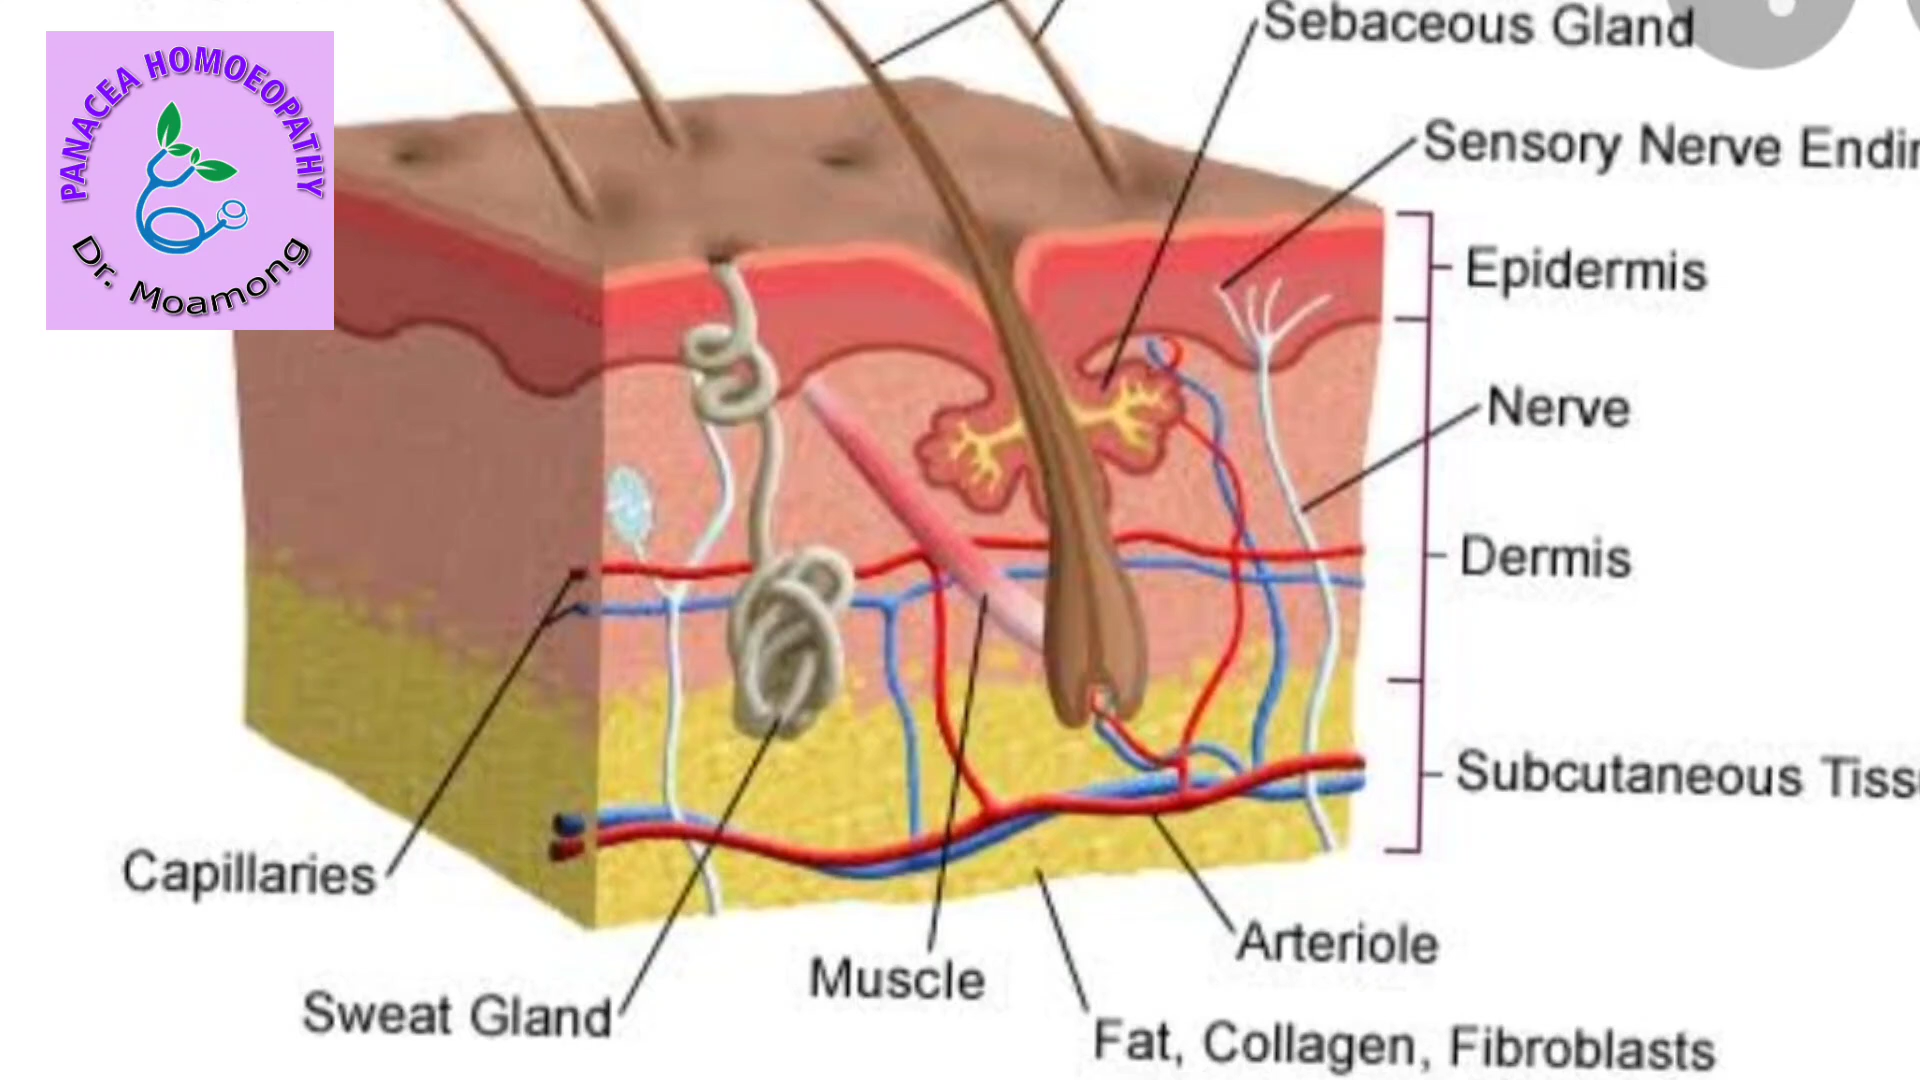 PANACEA HOMOEOPATHY
Dr. Moamong
Sebaceous Gland
Sensory Nerve Endin
Epidermis
Nerve
Dermis
Subcutaneous Tiss
Capillaries
Arteriole
Muscle
Sweat Gland
Fat, Collagen, Fibroblasts